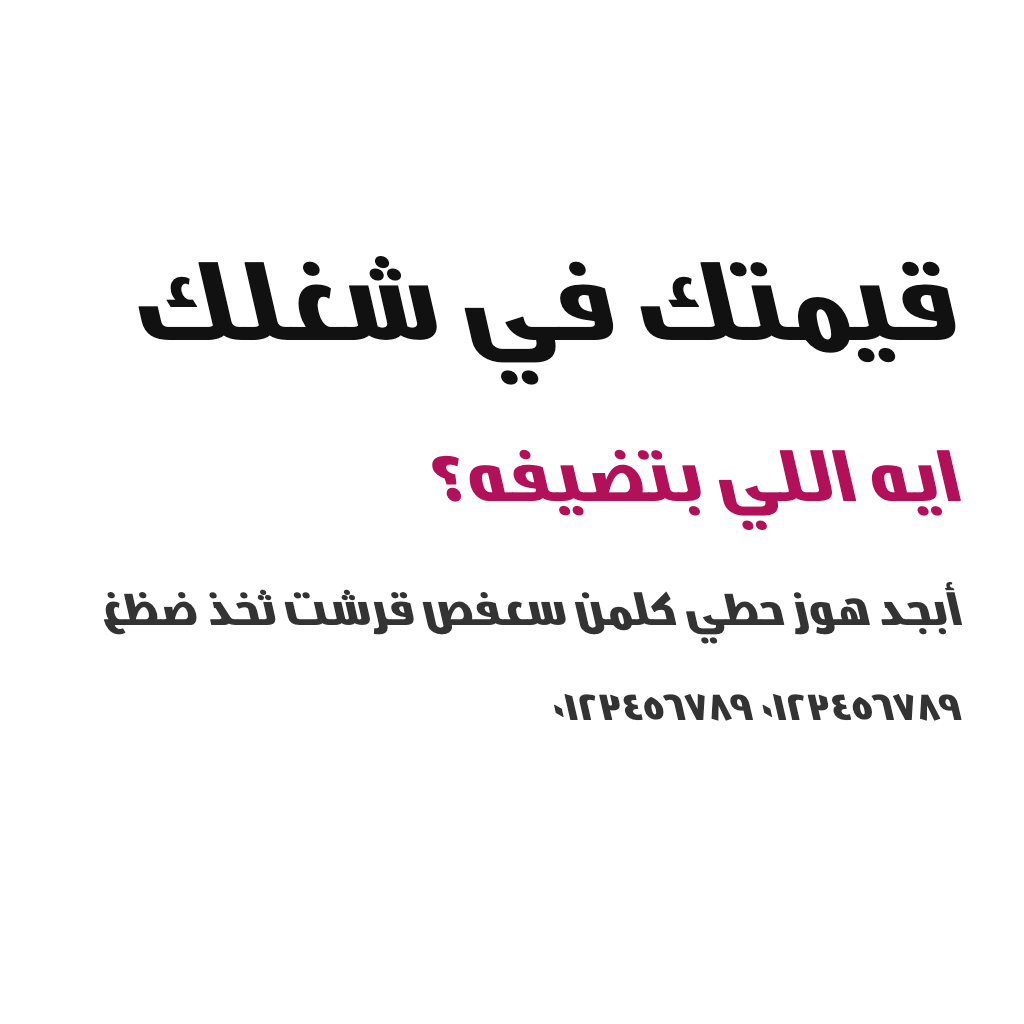 قيمتك في شغلك
ايه اللي بتضيفه؟
أبجد هوز حطي كلمن سعفص قرشت ثخذ ضظغ
٠١٢٣٤٥٦٧٨٩ ٠١٢٣٤٥٦٧٨٩